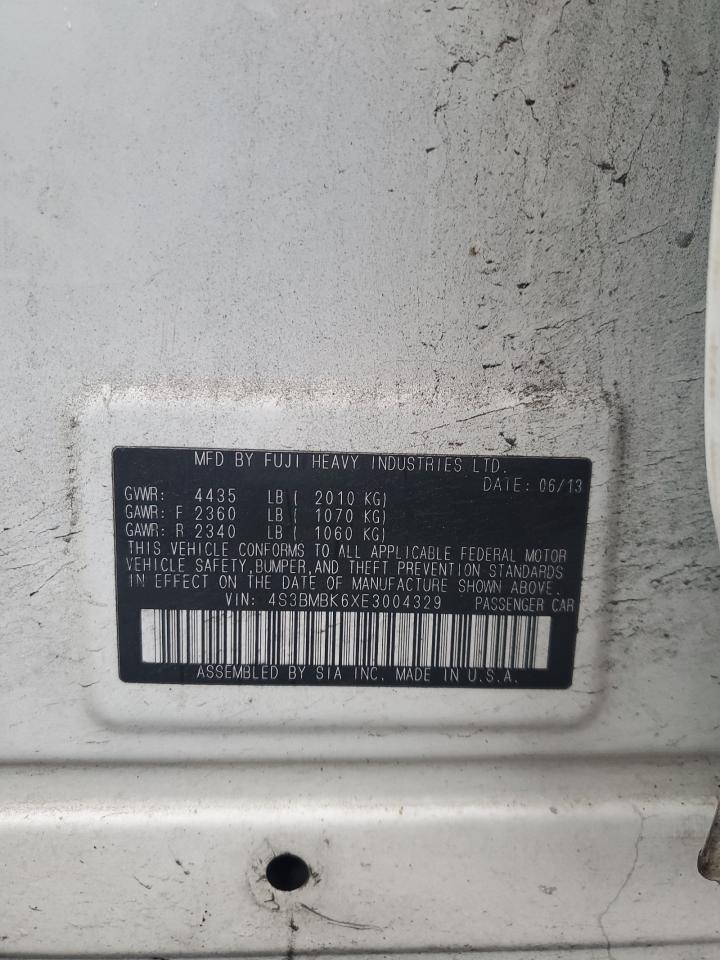 MFD BY FUJI HEAVY INDUSTRIES LTD.
DATE: 06/13
GVWR: 4435 LB ( 2010 KG)
GAWR: F 2360 LB ( 1070 KG)
GAWR: R 2340 LB ( 1060 KG)
THIS VEHICLE CONFORMS TO ALL APPLICABLE FEDERAL MOTOR
VEHICLE SAFETY,BUMPER,AND THEFT PREVENTION STANDARDS
IN EFFECT ON THE DATE OF MANUFACTURE SHOWN ABOVE.
VIN: 4S3BMBK6XE3004329 PASSENGER CAR
ASSEMBLED BY SIA INC. MADE IN U.S.A.